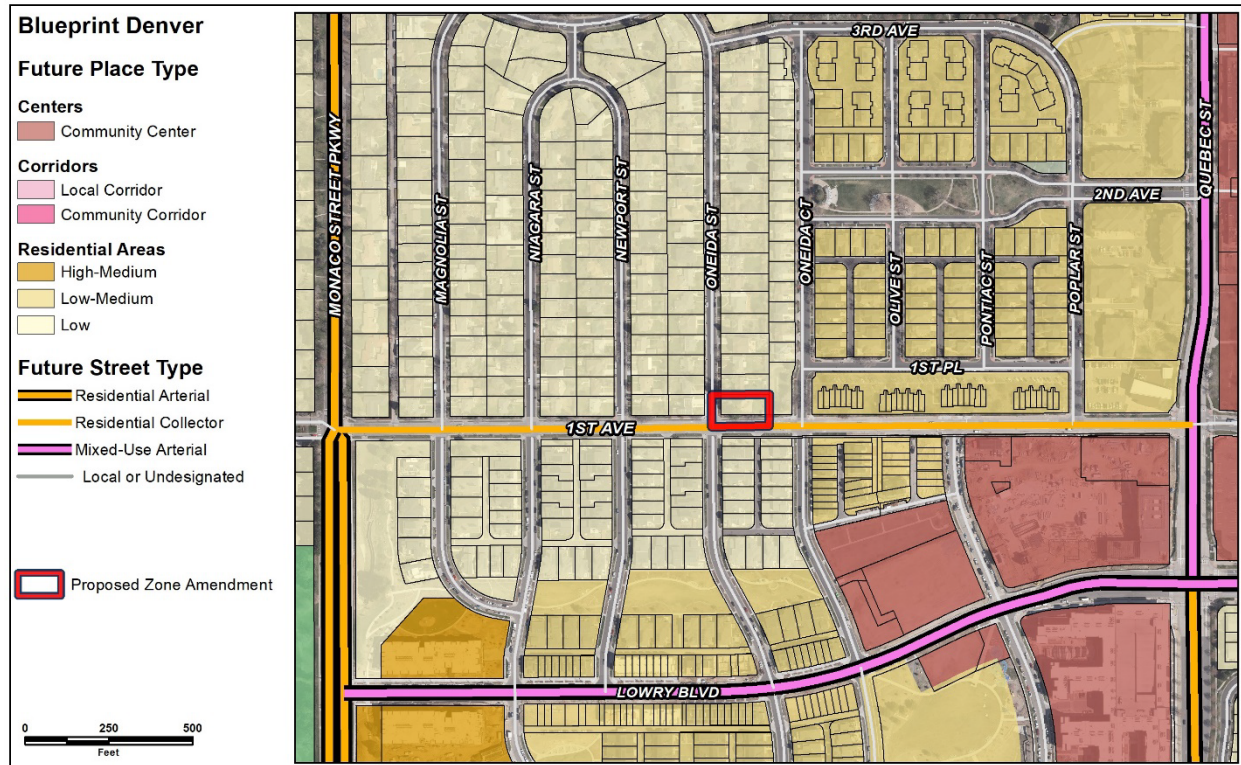 Blueprint Denver
Future Place Type
Centers
Community Center
Corridors
Local Corridor
Community Corridor
Residential Areas
High-Medium
Low-Medium
Low
Future Street Type
Residential Arterial
Residential Collector
Mixed-Use Arterial
Local or Undesignated
Proposed Zone Amendment
0 250 500
Feet
3RD AVE
MONACO STREET PKWY
MAGNOLIA ST
NIAGARA ST
NEWPORT ST
ONEIDA ST
ONEIDA CT
OLIVE ST
PONTIAC ST
POPLAR ST
QUEBEC ST
2ND AVE
1ST PL
1ST AVE
LOWRY BLVD